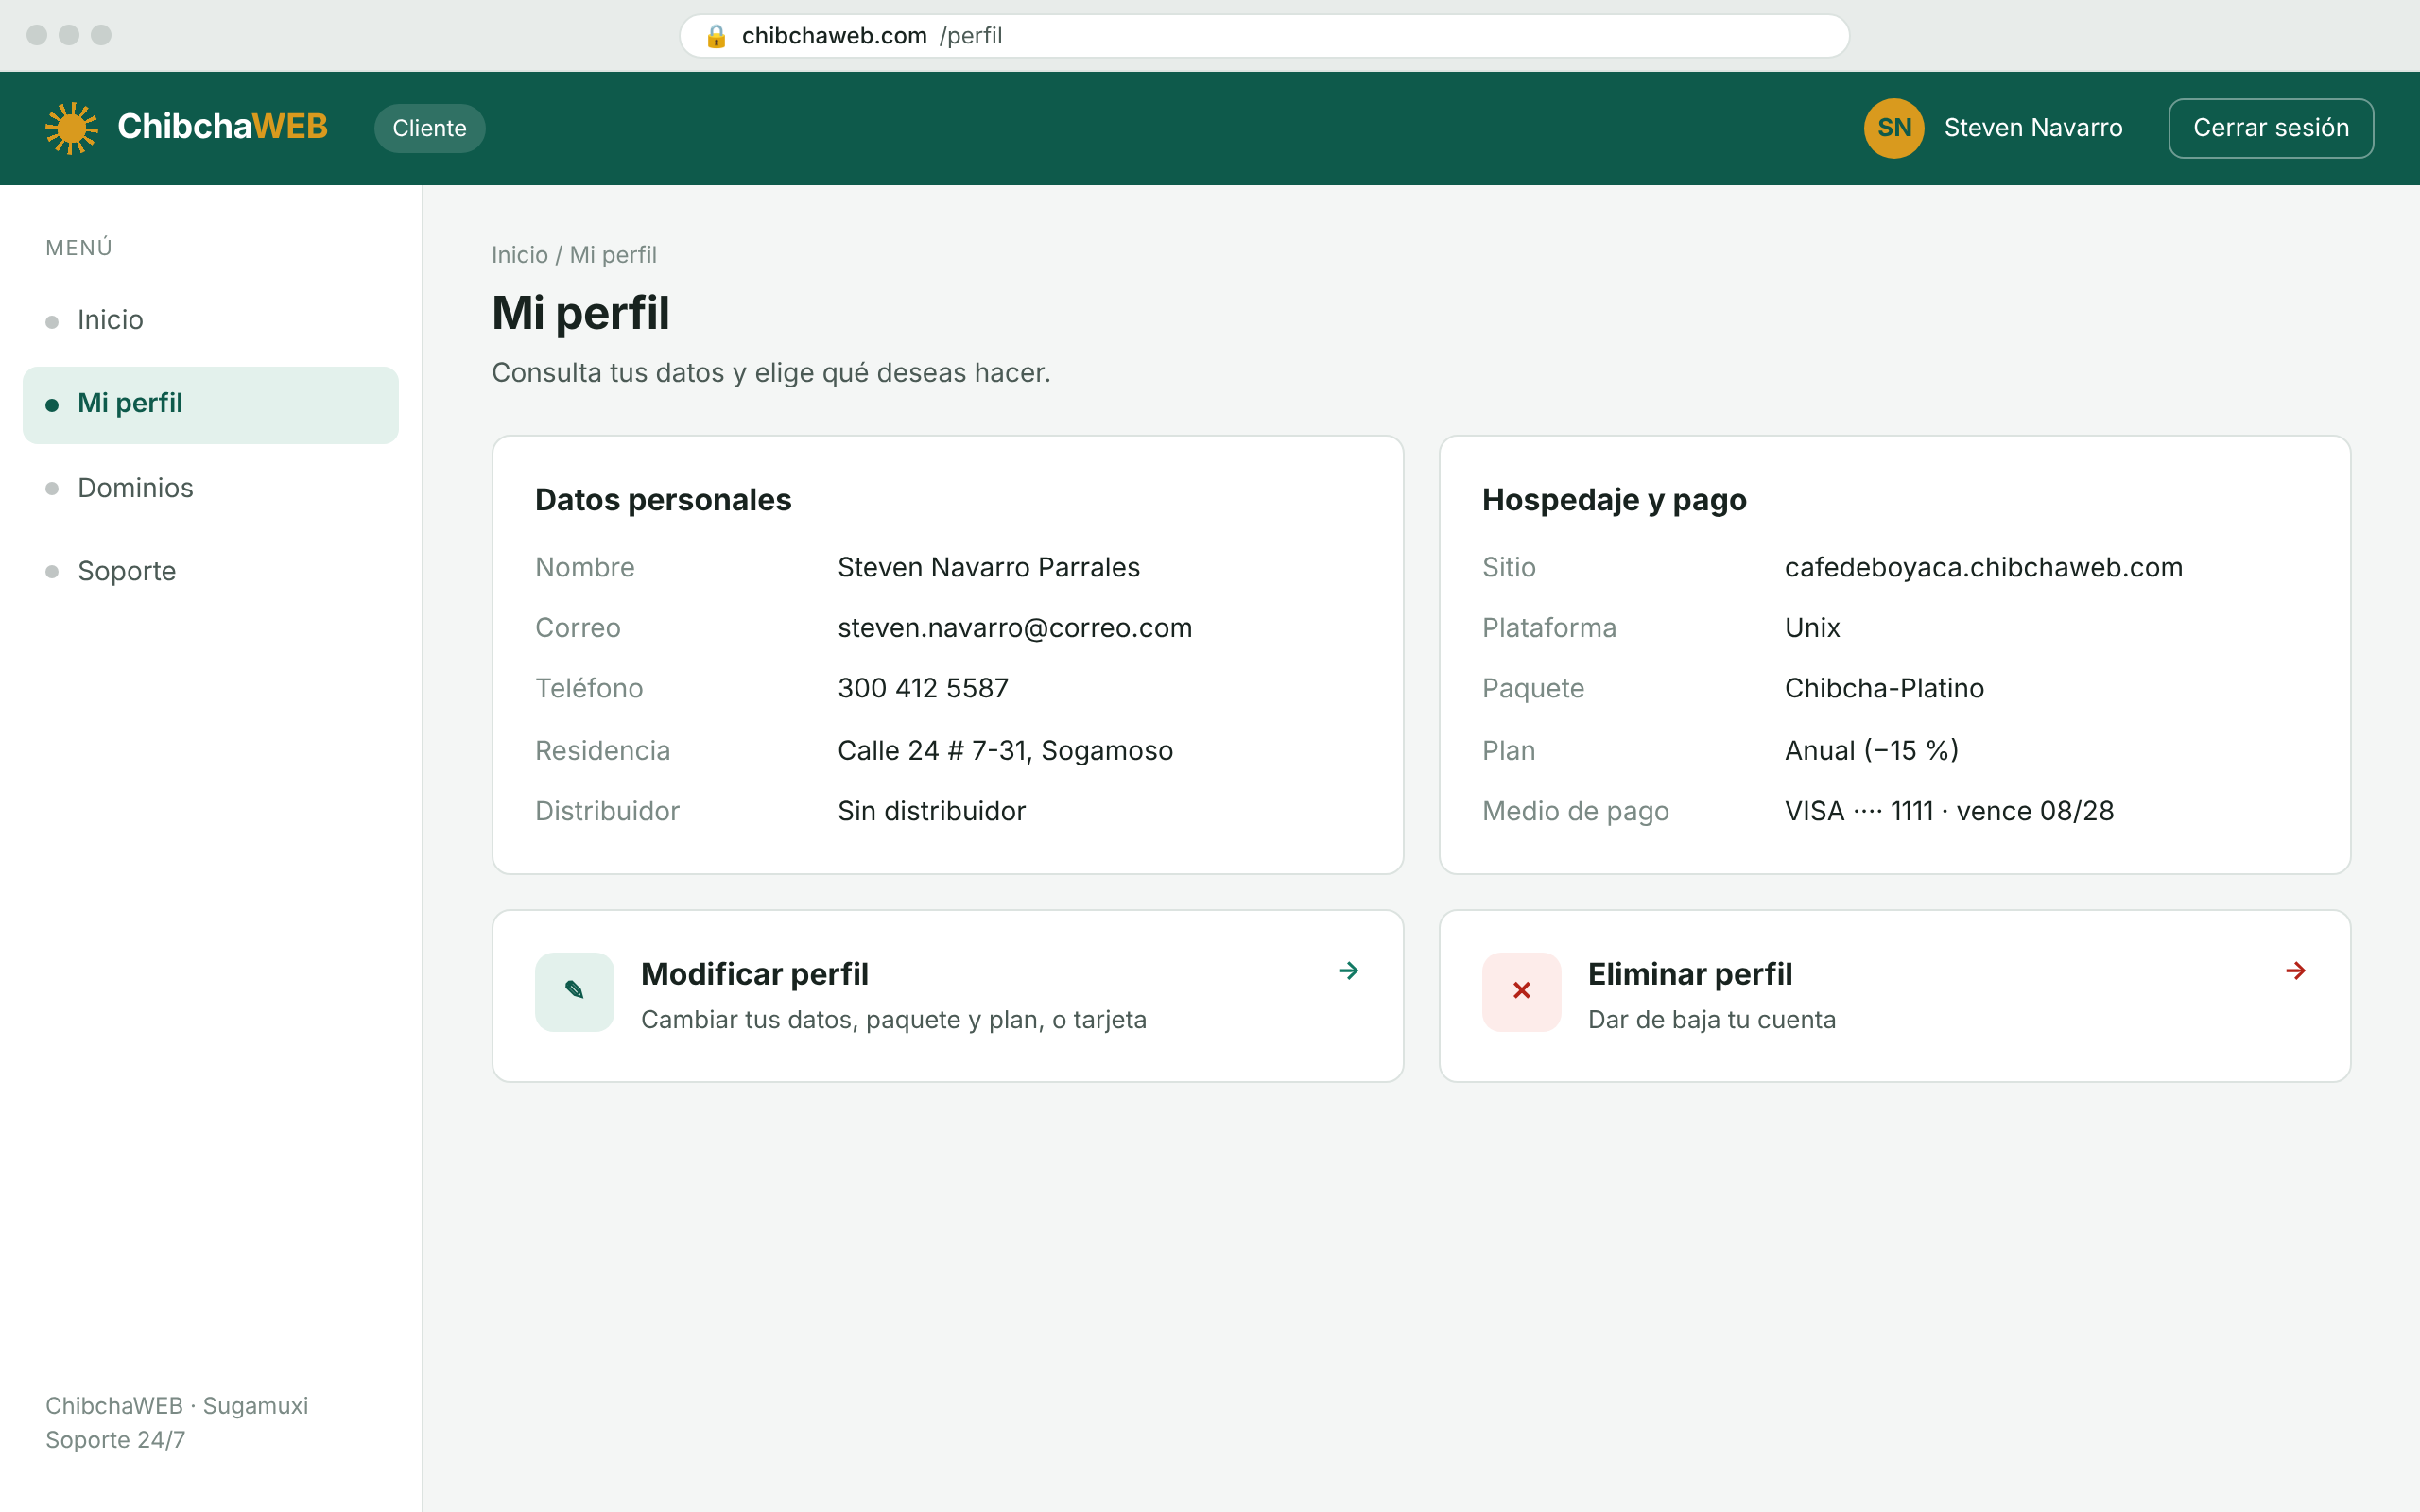 chibchaweb.com /perfil
ChibchaWEB
Cliente
SN
Steven Navarro
Cerrar sesión
MENÚ
Inicio
Mi perfil
Dominios
Soporte
ChibchaWEB · Sugamuxi
Soporte 24/7
Inicio / Mi perfil
Mi perfil
Consulta tus datos y elige qué deseas hacer.
Datos personales
Nombre Steven Navarro Parrales
Correo steven.navarro@correo.com
Teléfono 300 412 5587
Residencia Calle 24 # 7-31, Sogamoso
Distribuidor Sin distribuidor
Hospedaje y pago
Sitio cafedeboyaca.chibchaweb.com
Plataforma Unix
Paquete Chibcha-Platino
Plan Anual (−15 %)
Medio de pago VISA ···· 1111 · vence 08/28
Modificar perfil
Cambiar tus datos, paquete y plan, o tarjeta
Eliminar perfil
Dar de baja tu cuenta